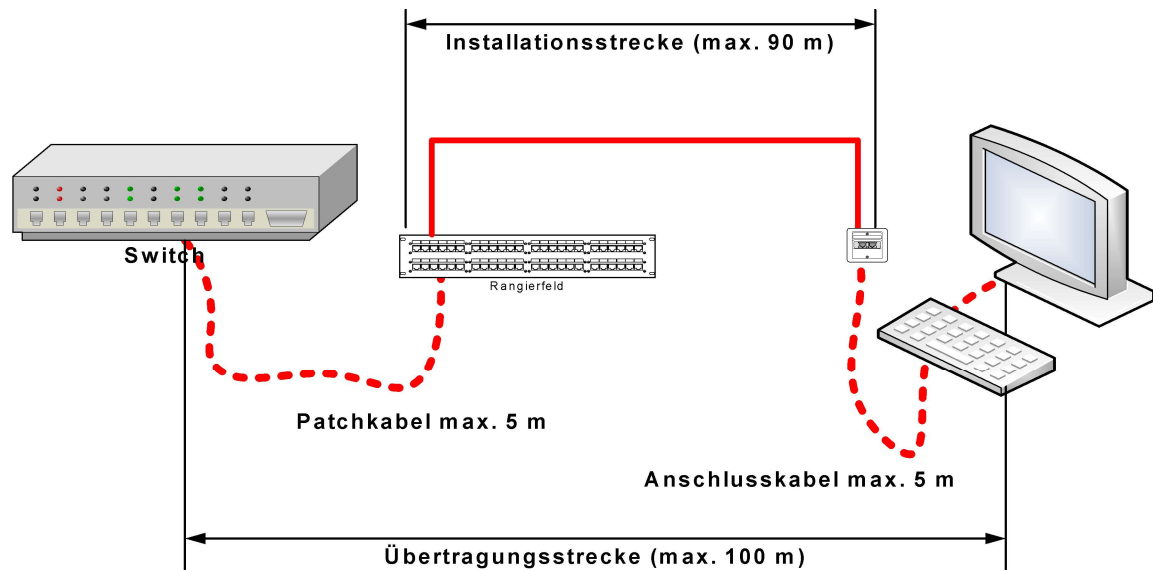 Installationsstrecke (max. 90 m)
Switch
Rangierfeld
Patchkabel max. 5 m
Anschlusskabel max. 5 m
Übertragungsstrecke (max. 100 m)